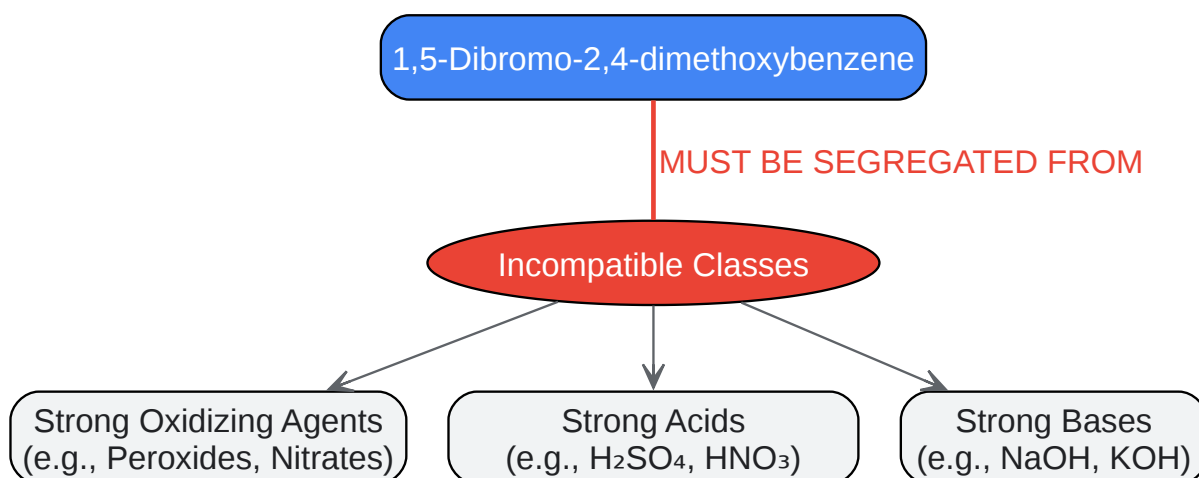 1,5-Dibromo-2,4-dimethoxybenzene
MUST BE SEGREGATED FROM
Incompatible Classes
Strong Oxidizing Agents
(e.g., Peroxides, Nitrates)
Strong Acids
(e.g., H₂SO₄, HNO₃)
Strong Bases
(e.g., NaOH, KOH)